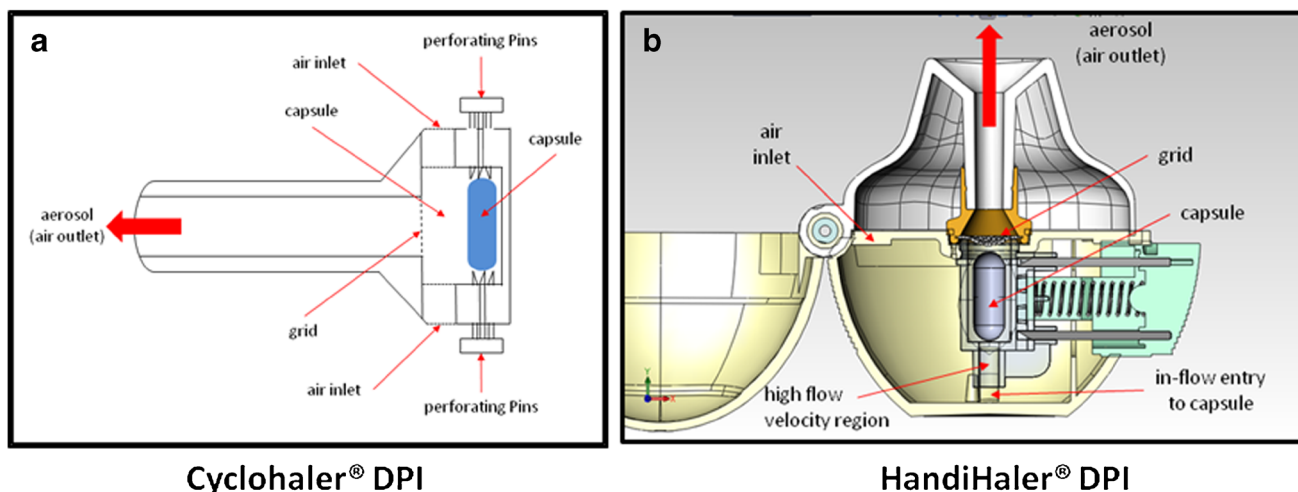 a
perforating Pins
air inlet
capsule
capsule
aerosol
(air outlet)
grid
air inlet
perforating Pins
Cyclohaler® DPI
b
aerosol
(air outlet)
air
inlet
grid
capsule
high flow
velocity region
in-flow entry
to capsule
Y
X
HandiHaler® DPI